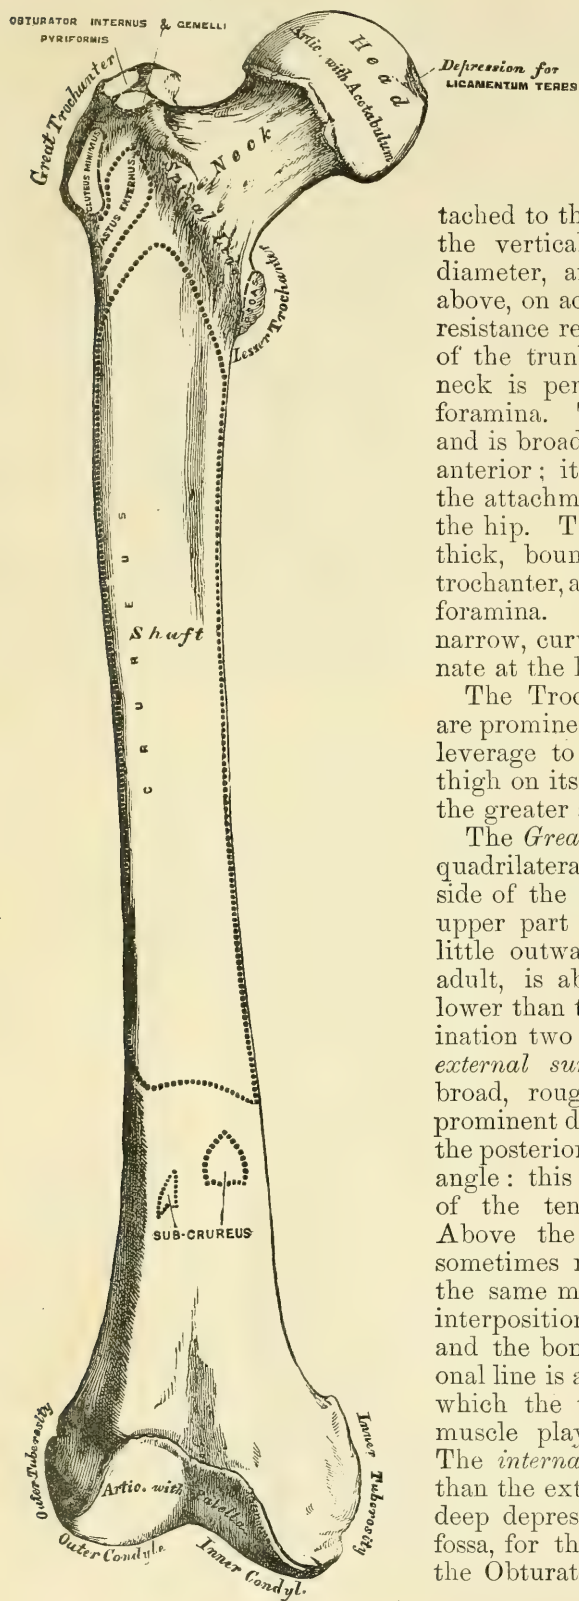 OBTURATOR INTERNUS & GEMELLI
PYRIFORMIS
Great Trochanter
Head
Artic. with Acetabulum
Depression for
LIGAMENTUM TERES
Neck
GLUTEUS MINIMUS
VASTUS EXTERNUS
Spiral Line
PSOAS
Lesser Trochanter
CRUREUS
Shaft
SUB-CRUREUS
Outer Tuberosity
Inner Tuberosity
Artic. with Patella
Outer Condyle
Inner Condyl.
tached to th
the vertical
diameter, a
above, on ac
resistance re
of the trun
neck is per
foramina.
and is broad
anterior; it
the attachm
the hip. T
thick, boun
trochanter, a
foramina.
narrow, curv
nate at the l
The Troc
are promine
leverage to
thigh on its
the greater
The Grea
quadrilatera
side of the
upper part
little outwa
adult, is ab
lower than t
ination two
external sur
broad, roug
prominent d
the posterior
angle: this
of the ten
Above the
sometimes
the same m
interposition
and the bon
onal line is a
which the
muscle play
The internal
than the ext
deep depres
fossa, for th
the Obturat